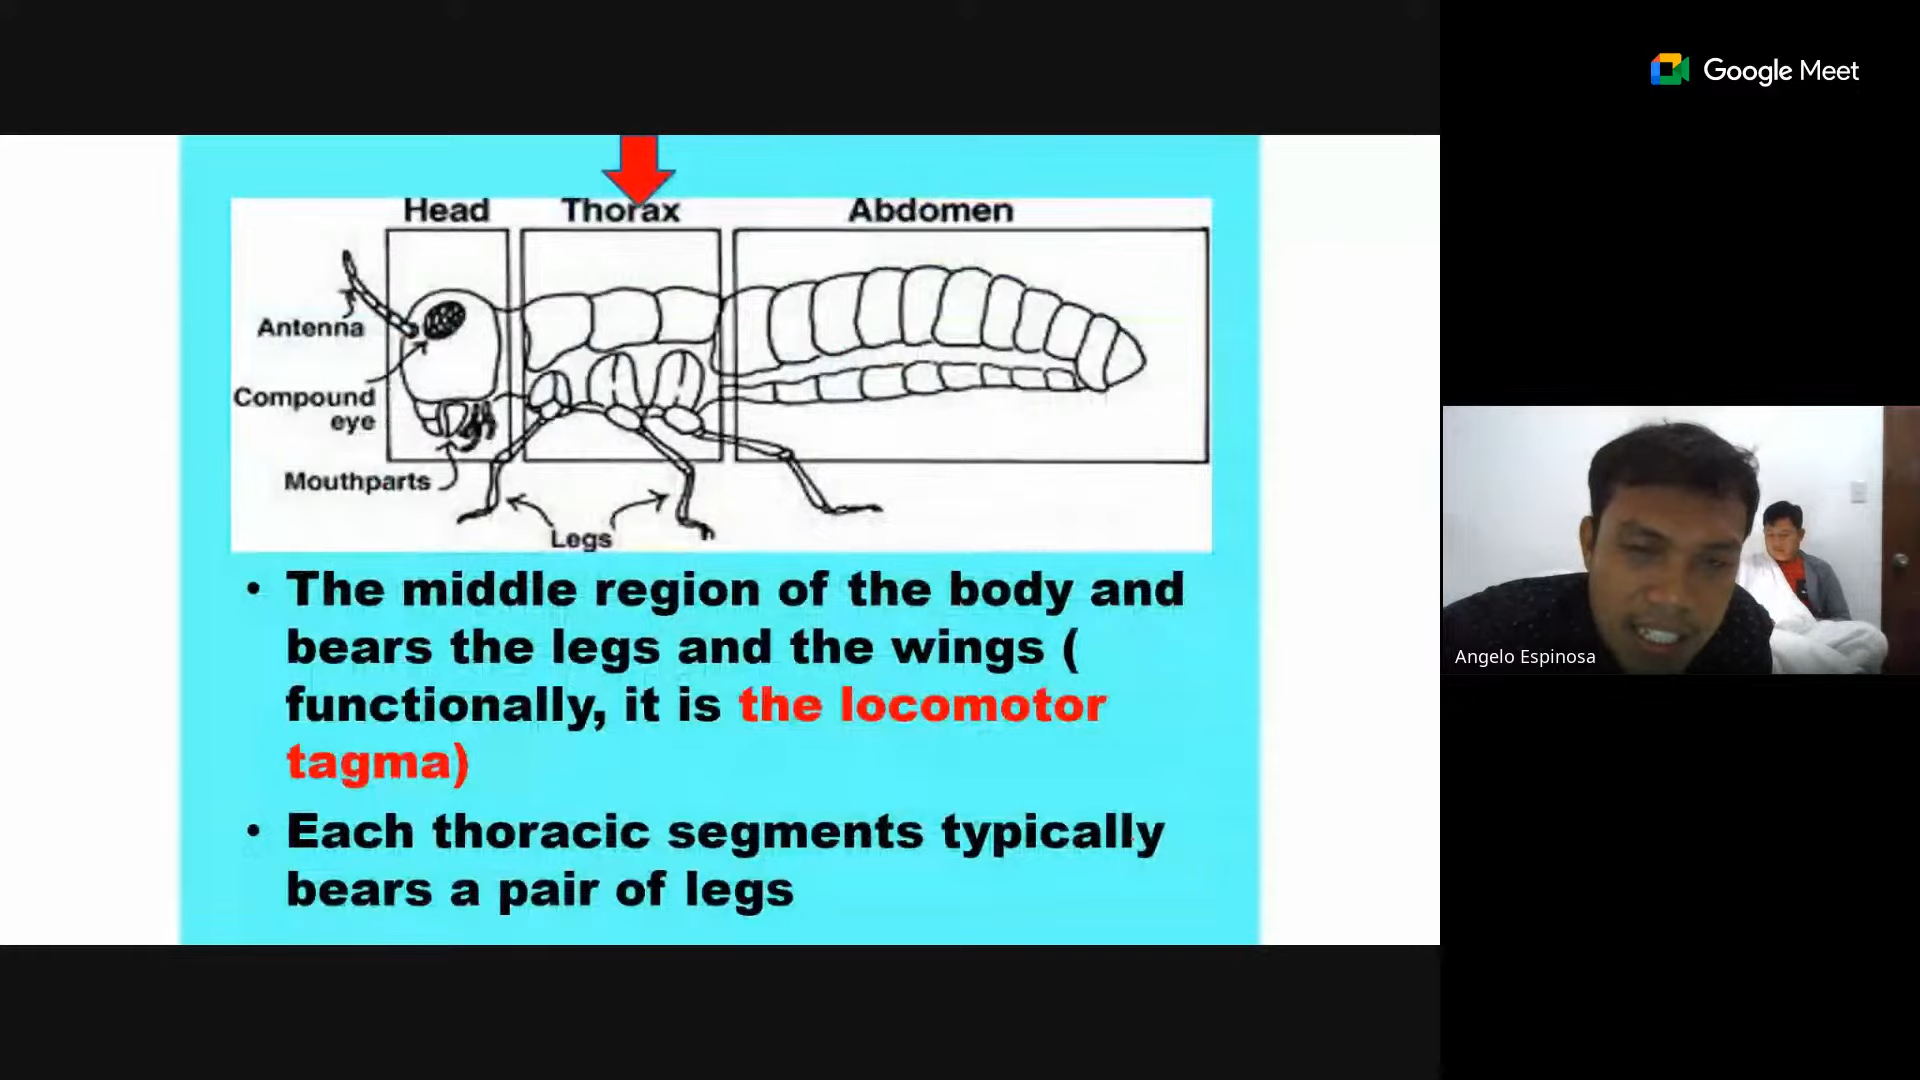 Google Meet
Head Thorax Abdomen
Antenna
Compound
eye
Mouthparts
Legs
• The middle region of the body and
bears the legs and the wings (
functionally, it is the locomotor
tagma)
• Each thoracic segments typically
bears a pair of legs
Angelo Espinosa